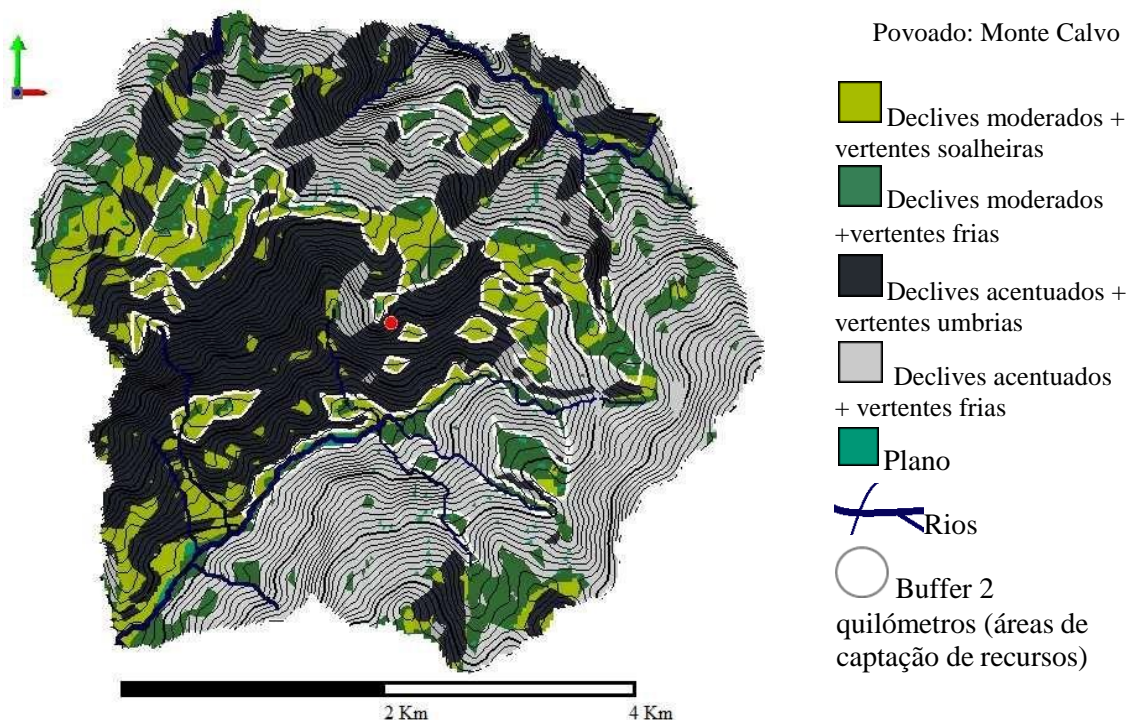 Povoado: Monte Calvo
Declives moderados +
vertentes soalheiras
Declives moderados
+vertentes frias
Declives acentuados +
vertentes umbrias
Declives acentuados
+ vertentes frias
Plano
Rios
Buffer 2
quilómetros (áreas de
captação de recursos)
2 Km
4 Km